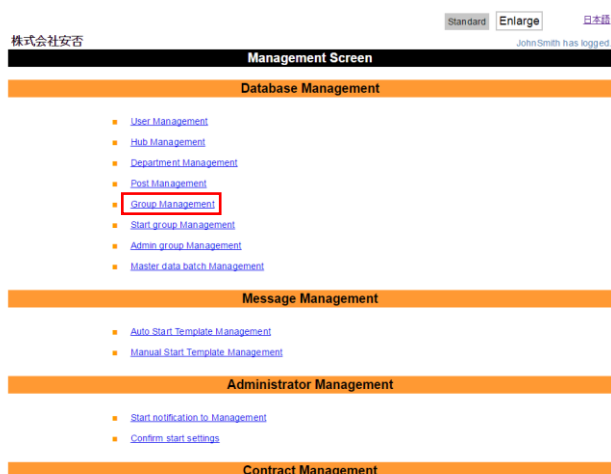 Standard Enlarge 日本語
株式会社安否
JohnSmith has logged.
Management Screen
Database Management
User Management
Hub Management
Department Management
Post Management
Group Management
Start group Management
Admin group Management
Master data batch Management
Message Management
Auto Start Template Management
Manual Start Template Management
Administrator Management
Start notification to Management
Confirm start settings
Contract Management